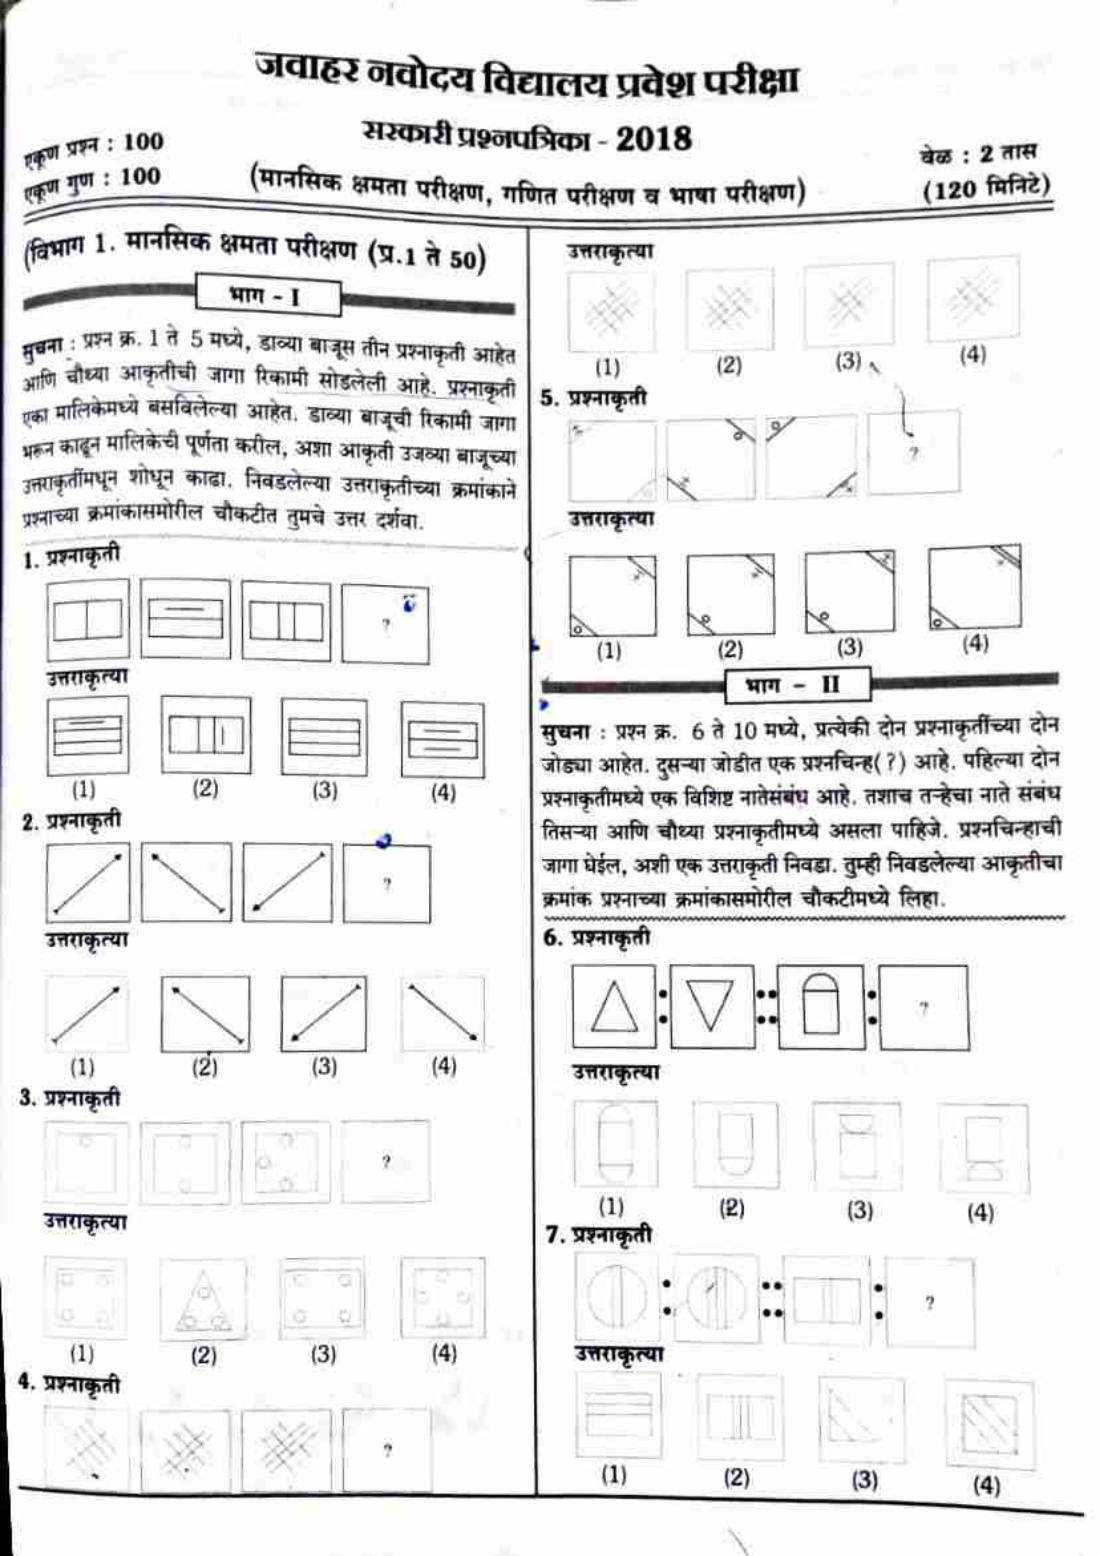 जवाहर नवोदय विद्यालय प्रवेश परीक्षा
सरकारी प्रश्नपत्रिका - 2018
एकूण प्रश्न : 100
एकूण गुण : 100
(मानसिक क्षमता परीक्षण, गणित परीक्षण व भाषा परीक्षण)
वेळ : 2 तास
(120 मिनिटे)
(विभाग 1. मानसिक क्षमता परीक्षण (प्र.1 ते 50)
भाग - I
सुचना : प्रश्न क्र. 1 ते 5 मध्ये, डाव्या बाजूस तीन प्रश्नाकृती आहेत
आणि चौथ्या आकृतीची जागा रिकामी सोडलेली आहे. प्रश्नाकृती
एका मालिकेमध्ये बसविलेल्या आहेत. डाव्या बाजूची रिकामी जागा
भरून काढून मालिकेची पूर्णता करील, अशा आकृती उजव्या बाजूच्या
उत्तराकृतींमधून शोधून काढा. निवडलेल्या उत्तराकृतीच्या क्रमांकाने
प्रश्नाच्या क्रमांकासमोरील चौकटीत तुमचे उत्तर दर्शवा.
1. प्रश्नाकृती
?
उत्तराकृत्या
(1) (2) (3) (4)
2. प्रश्नाकृती
?
उत्तराकृत्या
(1) (2) (3) (4)
3. प्रश्नाकृती
?
उत्तराकृत्या
(1) (2) (3) (4)
4. प्रश्नाकृती
?
उत्तराकृत्या
(1) (2) (3) (4)
5. प्रश्नाकृती
?
उत्तराकृत्या
(1) (2) (3) (4)
भाग - II
सुचना : प्रश्न क्र. 6 ते 10 मध्ये, प्रत्येकी दोन प्रश्नाकृतींच्या दोन
जोड्या आहेत. दुसऱ्या जोडीत एक प्रश्नचिन्ह(?) आहे. पहिल्या दोन
प्रश्नाकृतीमध्ये एक विशिष्ट नातेसंबंध आहे. तशाच तऱ्हेचा नाते संबंध
तिसऱ्या आणि चौथ्या प्रश्नाकृतीमध्ये असला पाहिजे. प्रश्नचिन्हाची
जागा घेईल, अशी एक उत्तराकृती निवडा. तुम्ही निवडलेल्या आकृतीचा
क्रमांक प्रश्नाच्या क्रमांकासमोरील चौकटीमध्ये लिहा.
6. प्रश्नाकृती
: :: : ?
उत्तराकृत्या
(1) (2) (3) (4)
7. प्रश्नाकृती
: :: : ?
उत्तराकृत्या
(1) (2) (3) (4)